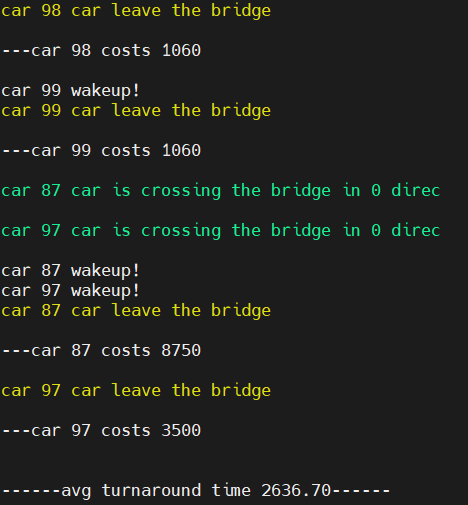 car 98 car leave the bridge
---car 98 costs 1060
car 99 wakeup!
car 99 car leave the bridge
---car 99 costs 1060
car 87 car is crossing the bridge in 0 direc
car 97 car is crossing the bridge in 0 direc
car 87 wakeup!
car 97 wakeup!
car 87 car leave the bridge
---car 87 costs 8750
car 97 car leave the bridge
---car 97 costs 3500
------avg turnaround time 2636.70------